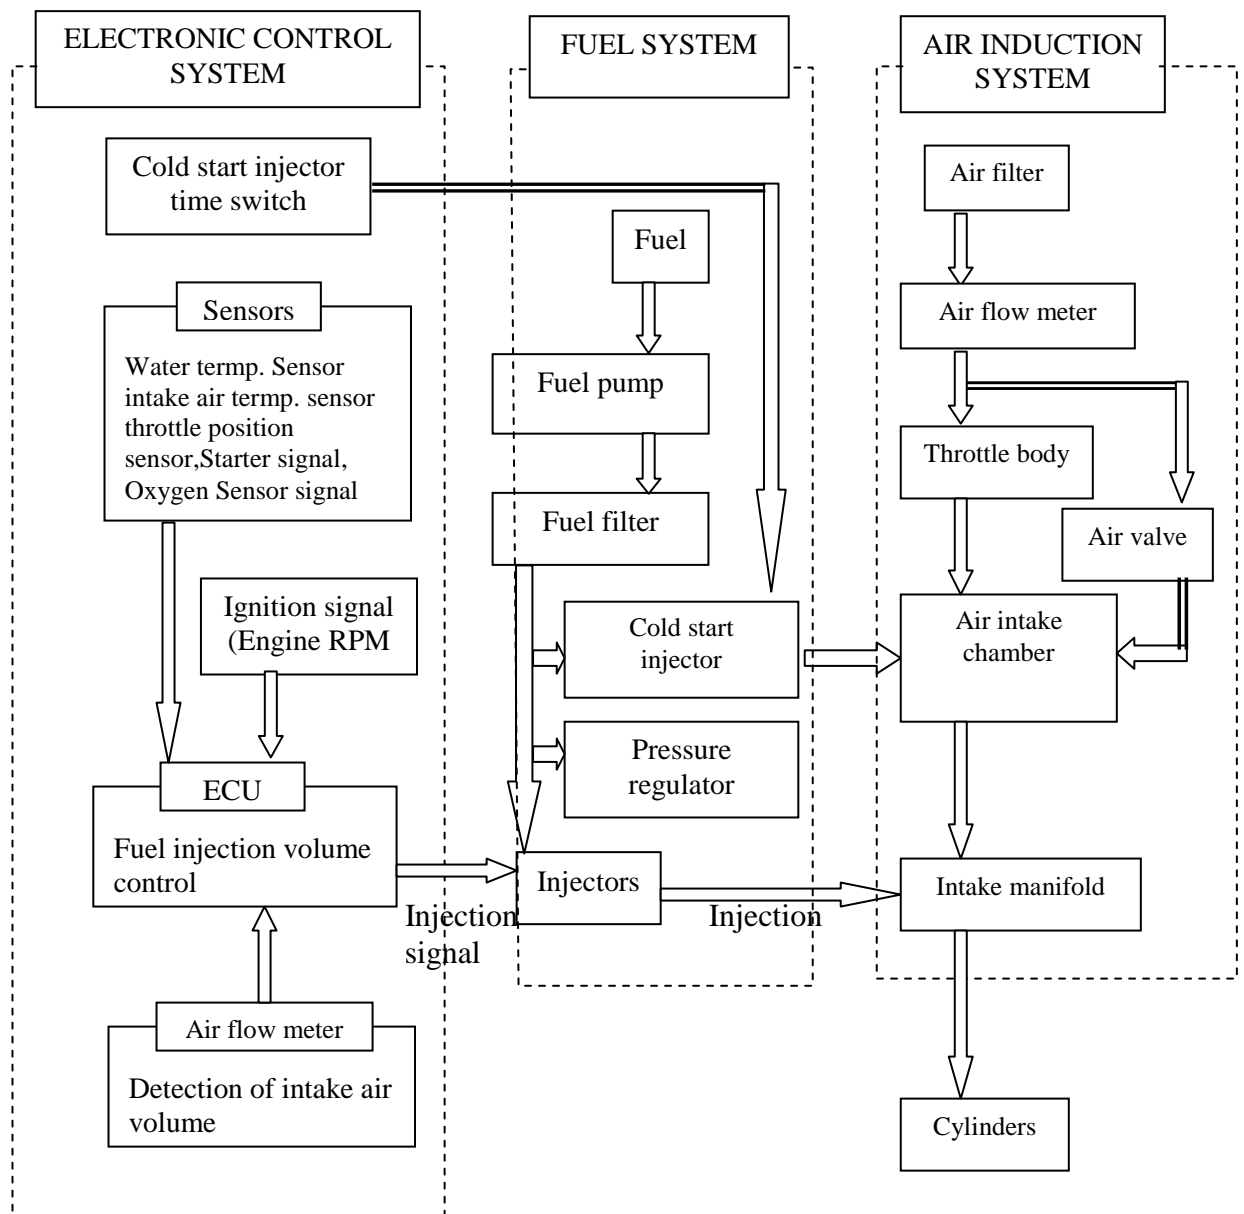 ELECTRONIC CONTROL
SYSTEM
Cold start injector
time switch
Sensors
Water termp. Sensor
intake air termp. sensor
throttle position
sensor,Starter signal,
Oxygen Sensor signal
Ignition signal
(Engine RPM
ECU
Fuel injection volume
control
Injection
signal
Air flow meter
Detection of intake air
volume
FUEL SYSTEM
Fuel
Fuel pump
Fuel filter
Cold start
injector
Pressure
regulator
Injectors
Injection
AIR INDUCTION
SYSTEM
Air filter
Air flow meter
Throttle body
Air valve
Air intake
chamber
Intake manifold
Cylinders